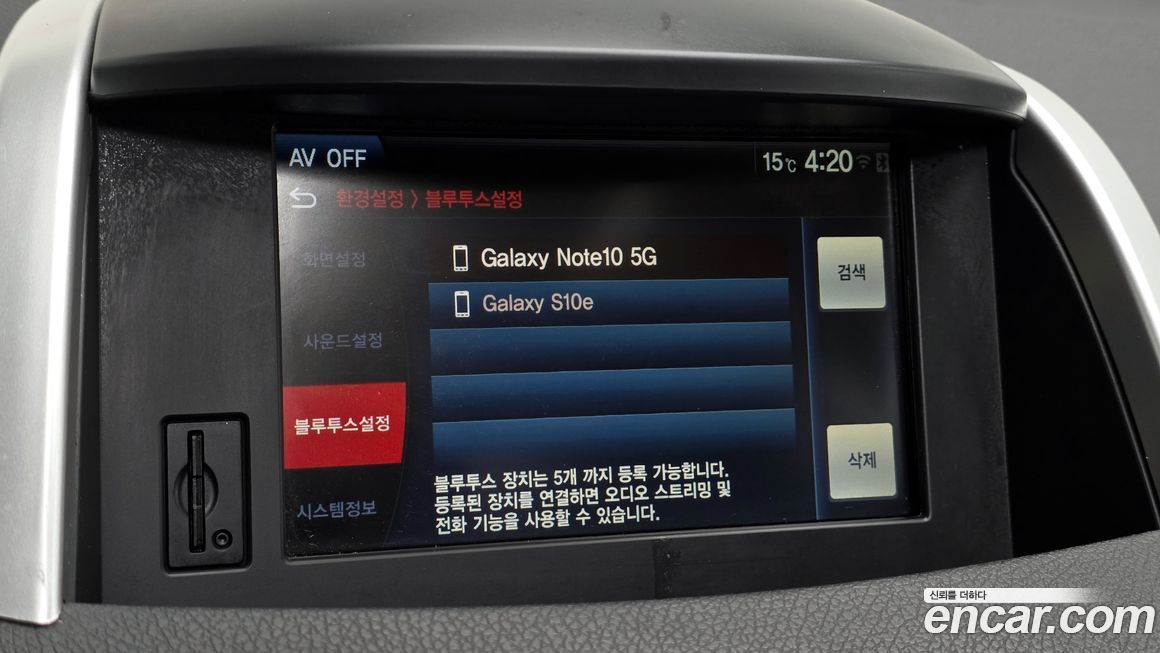 AV OFF
15℃ 4:20
환경설정 > 블루투스설정
화면설정
사운드설정
블루투스설정
시스템정보
Galaxy Note10 5G
Galaxy S10e
검색
삭제
블루투스 장치는 5개 까지 등록 가능합니다.
등록된 장치를 연결하면 오디오 스트리밍 및
전화 기능을 사용할 수 있습니다.
신뢰를 더하다
encar.com